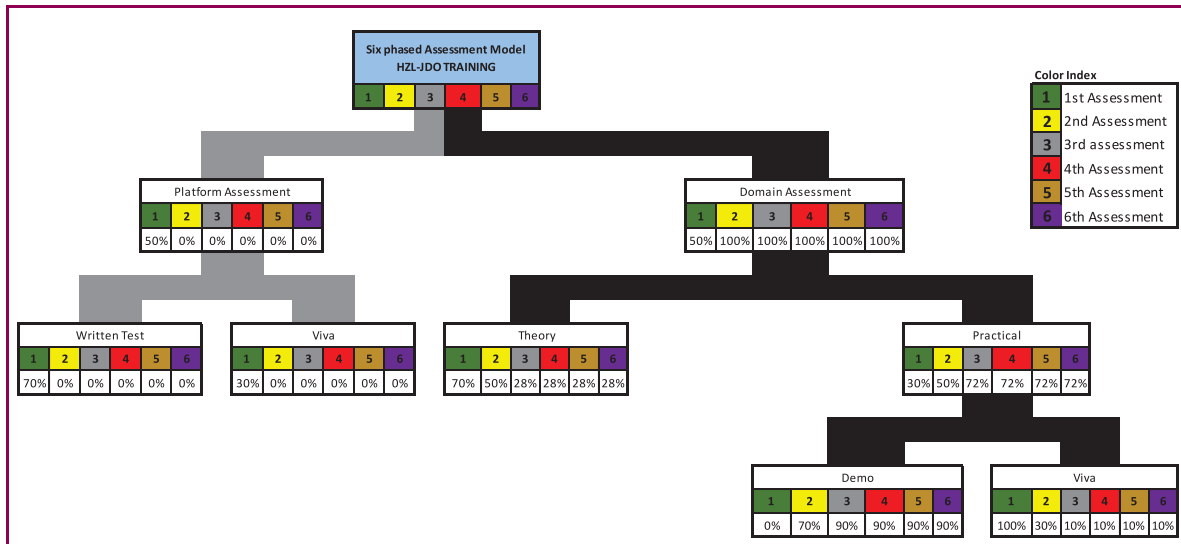 Six phased Assessment Model
HZL-JDO TRAINING
1 2 3 4 5 6
Color Index
1 1st Assessment
2 2nd Assessment
3 3rd assessment
4 4th Assessment
5 5th Assessment
6 6th Assessment
Platform Assessment
1 2 3 4 5 6
50% 0% 0% 0% 0% 0%
Domain Assessment
1 2 3 4 5 6
50% 100% 100% 100% 100% 100%
Written Test
1 2 3 4 5 6
70% 0% 0% 0% 0% 0%
Viva
1 2 3 4 5 6
30% 0% 0% 0% 0% 0%
Theory
1 2 3 4 5 6
70% 50% 28% 28% 28% 28%
Practical
1 2 3 4 5 6
30% 50% 72% 72% 72% 72%
Demo
1 2 3 4 5 6
0% 70% 90% 90% 90% 90%
Viva
1 2 3 4 5 6
100% 30% 10% 10% 10% 10%